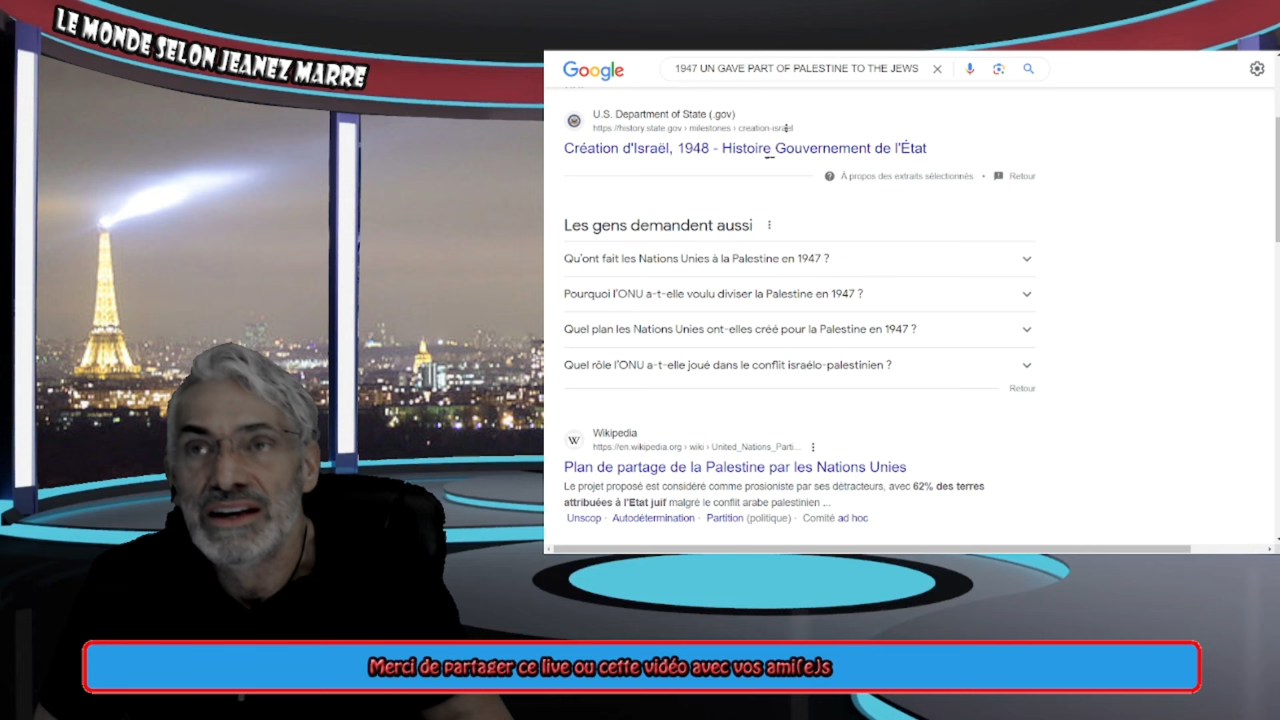 LE MONDE SELON JEANEZ MARRE
Google
1947 UN GAVE PART OF PALESTINE TO THE JEWS
U.S. Department of State (.gov)
https://history.state.gov › milestones › creation-israel
Création d'Israël, 1948 - Histoire Gouvernement de l'État
À propos des extraits sélectionnés • Retour
Les gens demandent aussi
Qu'ont fait les Nations Unies à la Palestine en 1947 ?
Pourquoi l'ONU a-t-elle voulu diviser la Palestine en 1947 ?
Quel plan les Nations Unies ont-elles créé pour la Palestine en 1947 ?
Quel rôle l'ONU a-t-elle joué dans le conflit israélo-palestinien ?
Retour
W
Wikipedia
https://en.wikipedia.org › wiki › United_Nations_Parti...
Plan de partage de la Palestine par les Nations Unies
Le projet proposé est considéré comme prosioniste par ses détracteurs, avec 62% des terres
attribuées à l'Etat juif malgré le conflit arabe palestinien ...
Unscop · Autodétermination · Partition (politique) · Comité ad hoc
Merci de partager ce live ou cette vidéo avec vos ami(e)s